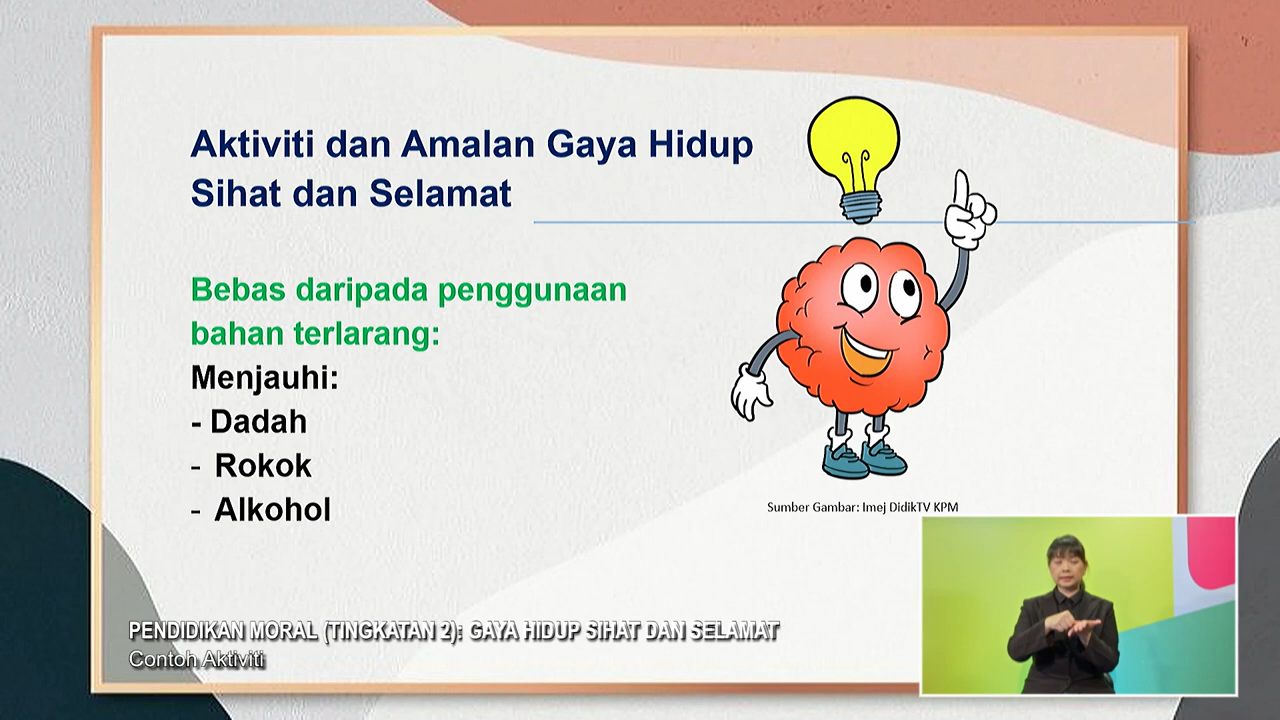 Aktiviti dan Amalan Gaya Hidup
Sihat dan Selamat
Bebas daripada penggunaan
bahan terlarang:
Menjauhi:
- Dadah
- Rokok
- Alkohol
Sumber Gambar: Imej DidikTV KPM
PENDIDIKAN MORAL (TINGKATAN 2): GAYA HIDUP SIHAT DAN SELAMAT
Contoh Aktiviti